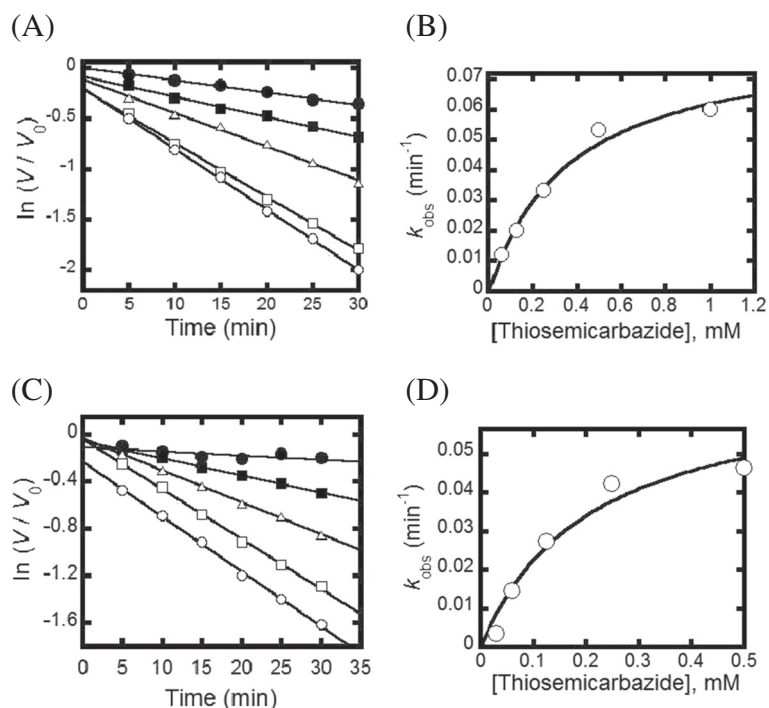 (A)
(B)
0
-0.5
-1
-1.5
-2
ln (V / V0)
0 5 10 15 20 25 30
Time (min)
0.07
0.06
0.05
0.04
0.03
0.02
0.01
0
kobs (min-1)
0 0.2 0.4 0.6 0.8 1 1.2
[Thiosemicarbazide], mM
(C)
(D)
0
-0.4
-0.8
-1.2
-1.6
ln (V / V0)
0 5 10 15 20 25 30 35
Time (min)
0.05
0.04
0.03
0.02
0.01
0
kobs (min-1)
0 0.1 0.2 0.3 0.4 0.5
[Thiosemicarbazide], mM